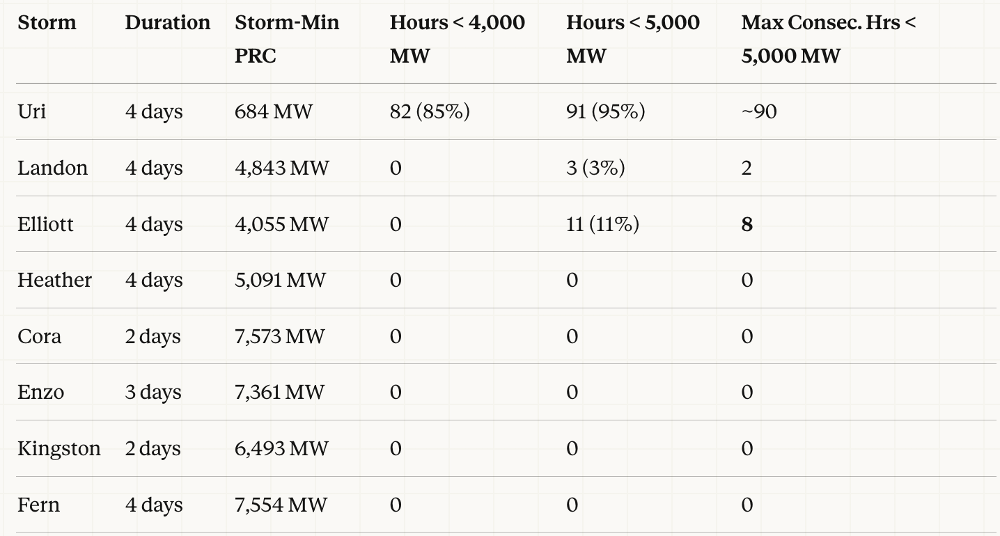 Storm Duration Storm-Min PRC Hours < 4,000 MW Hours < 5,000 MW Max Consec. Hrs < 5,000 MW
Uri 4 days 684 MW 82 (85%) 91 (95%) ~90
Landon 4 days 4,843 MW 0 3 (3%) 2
Elliott 4 days 4,055 MW 0 11 (11%) 8
Heather 4 days 5,091 MW 0 0 0
Cora 2 days 7,573 MW 0 0 0
Enzo 3 days 7,361 MW 0 0 0
Kingston 2 days 6,493 MW 0 0 0
Fern 4 days 7,554 MW 0 0 0